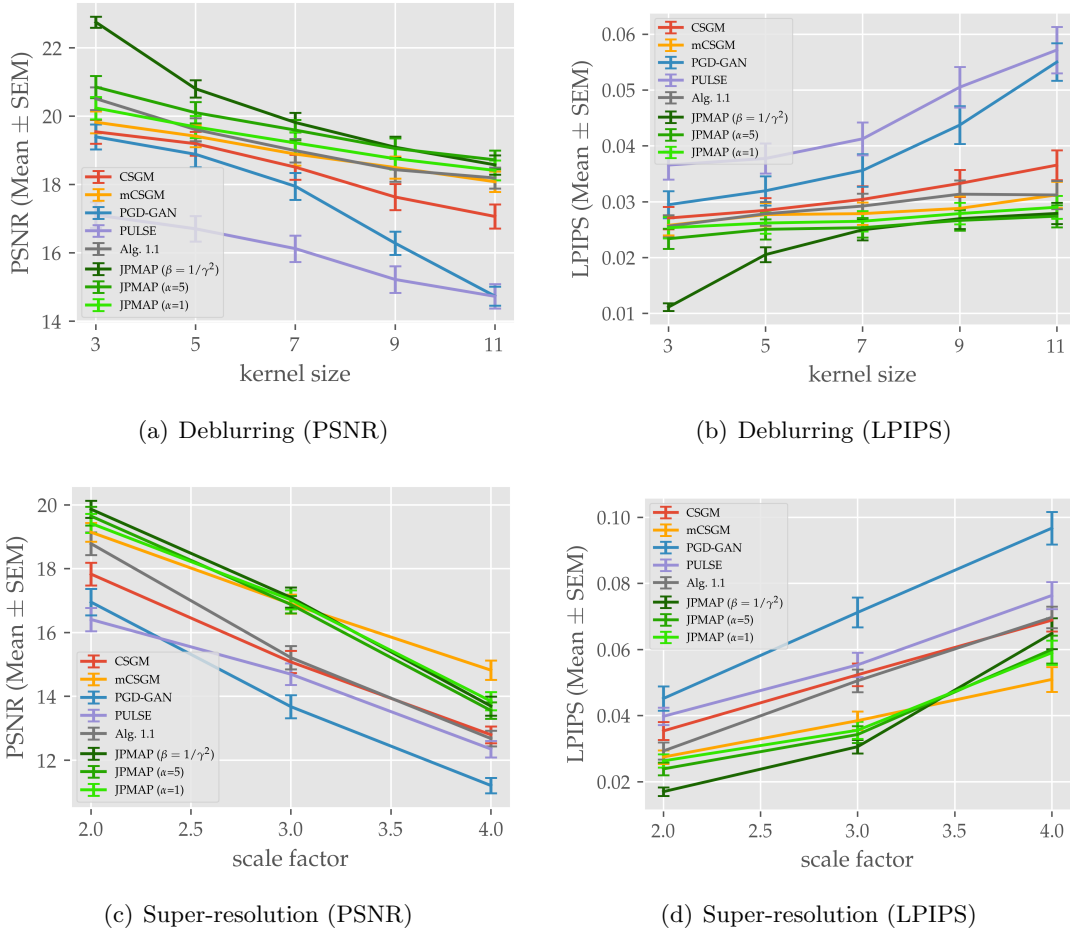 PSNR (Mean ± SEM)
22
20
18
16
14
CSGM
mCSGM
PGD-GAN
PULSE
Alg. 1.1
JPMAP (β = 1/γ²)
JPMAP (α=5)
JPMAP (α=1)
3 5 7 9 11
kernel size
(a) Deblurring (PSNR)
LPIPS (Mean ± SEM)
0.06
0.05
0.04
0.03
0.02
0.01
CSGM
mCSGM
PGD-GAN
PULSE
Alg. 1.1
JPMAP (β = 1/γ²)
JPMAP (α=5)
JPMAP (α=1)
3 5 7 9 11
kernel size
(b) Deblurring (LPIPS)
PSNR (Mean ± SEM)
20
18
16
14
12
CSGM
mCSGM
PGD-GAN
PULSE
Alg. 1.1
JPMAP (β = 1/γ²)
JPMAP (α=5)
JPMAP (α=1)
2.0 2.5 3.0 3.5 4.0
scale factor
(c) Super-resolution (PSNR)
LPIPS (Mean ± SEM)
0.10
0.08
0.06
0.04
0.02
CSGM
mCSGM
PGD-GAN
PULSE
Alg. 1.1
JPMAP (β = 1/γ²)
JPMAP (α=5)
JPMAP (α=1)
2.0 2.5 3.0 3.5 4.0
scale factor
(d) Super-resolution (LPIPS)